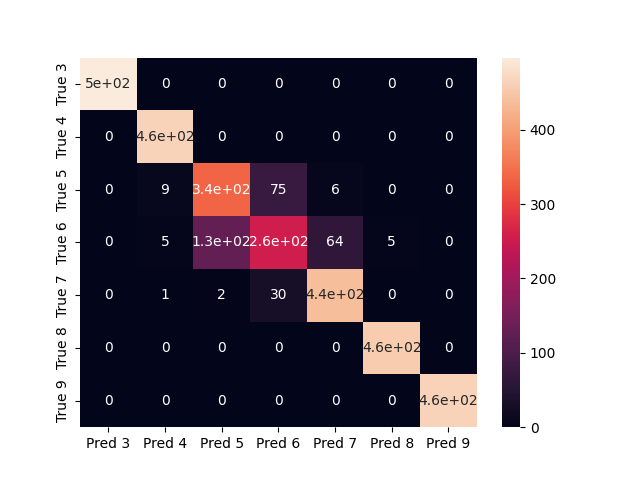 True 3 5e+02 0 0 0 0 0 0
True 4 0 4.6e+02 0 0 0 0 0
True 5 0 9 3.4e+02 75 6 0 0
True 6 0 5 1.3e+02 2.6e+02 64 5 0
True 7 0 1 2 30 4.4e+02 0 0
True 8 0 0 0 0 0 4.6e+02 0
True 9 0 0 0 0 0 0 4.6e+02
Pred 3 Pred 4 Pred 5 Pred 6 Pred 7 Pred 8 Pred 9
400
300
200
100
0